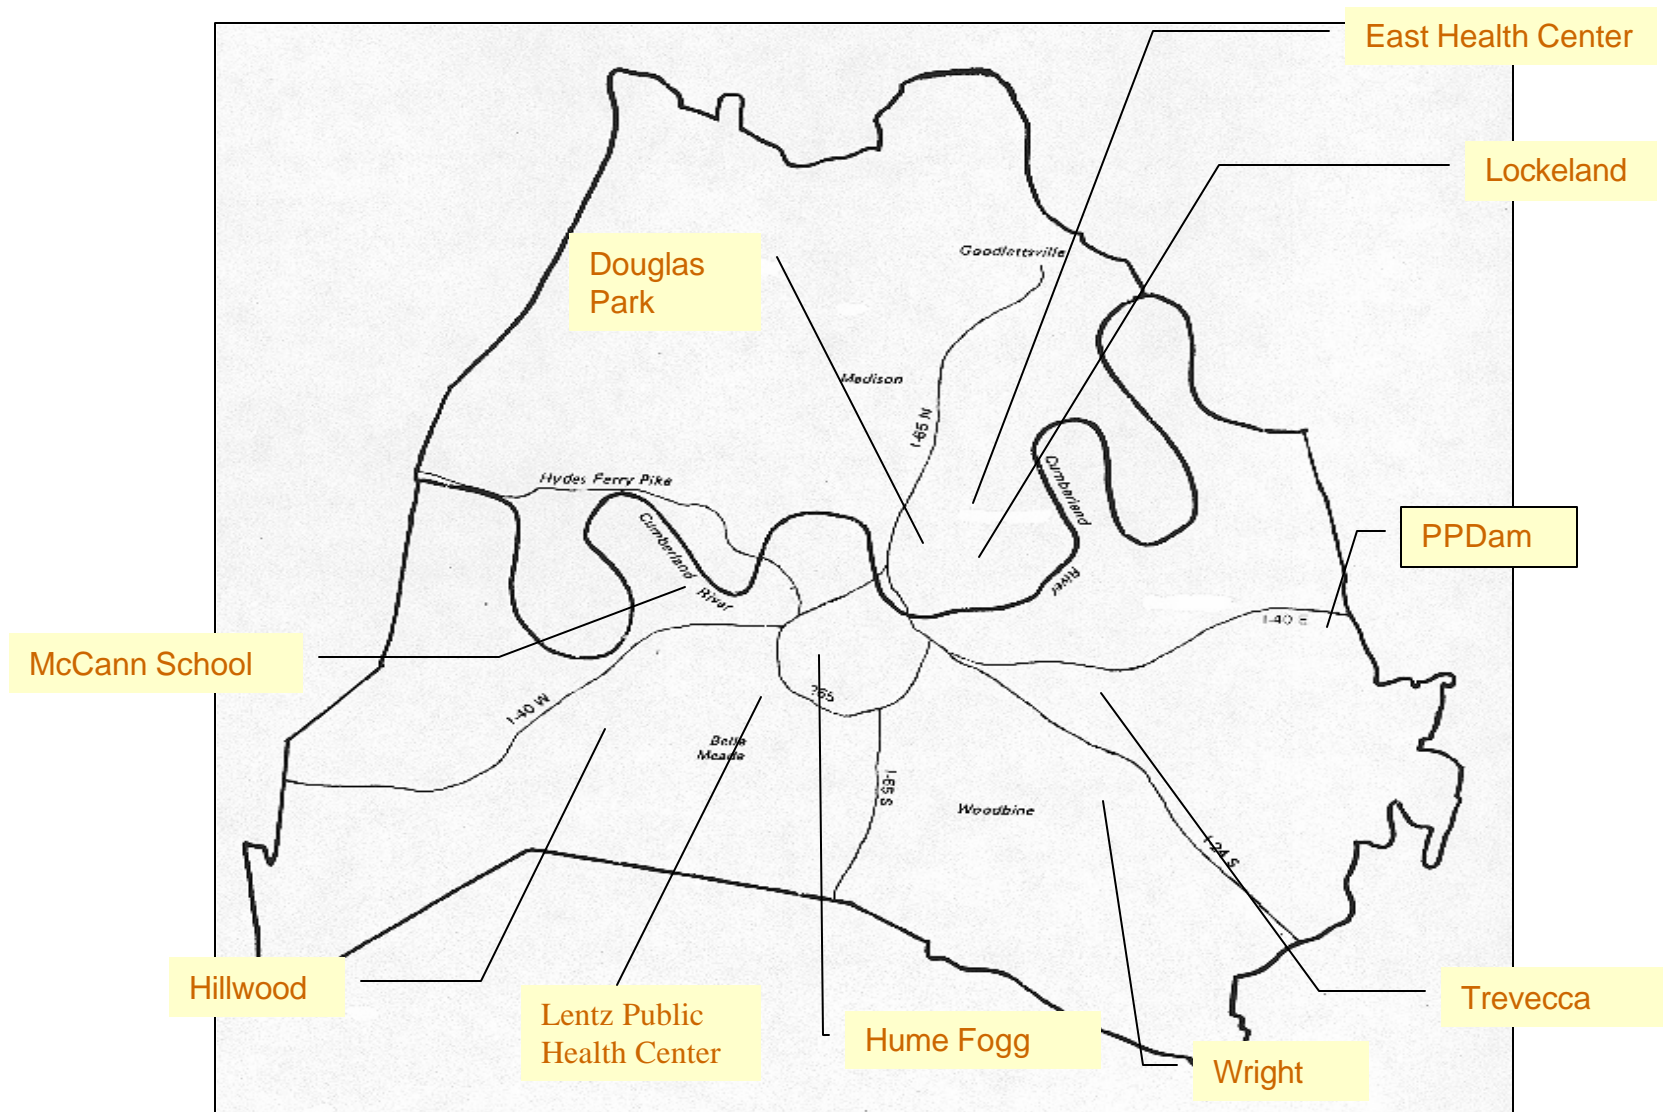 East Health Center
Lockeland
Goodlettsville
Douglas
Park
Madison
I-65 N
Hydes Ferry Pike
Cumberland
River
Cumberland
River
PPDam
I-40 E
McCann School
I-40 W
Belle
Meade
I-65 S
Woodbine
I-24 S
Hillwood
Lentz Public
Health Center
Hume Fogg
Trevecca
Wright